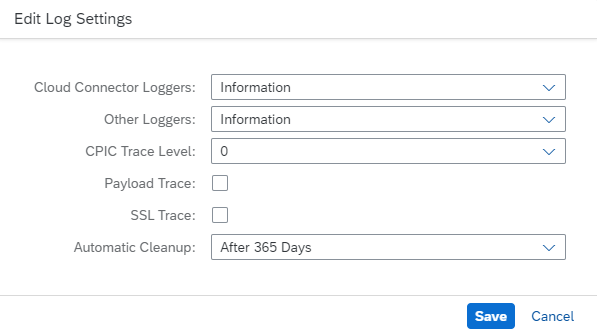 Edit Log Settings
Cloud Connector Loggers: Information
Other Loggers: Information
CPIC Trace Level: 0
Payload Trace:
SSL Trace:
Automatic Cleanup: After 365 Days
Save Cancel